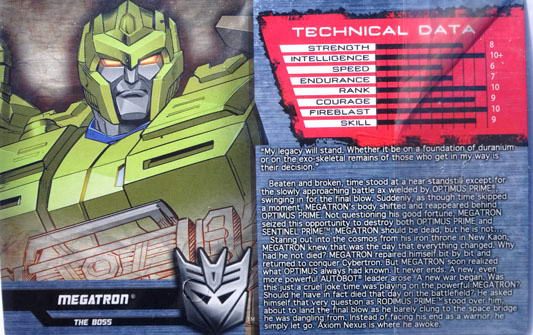 MEGATRON®
THE BOSS
TECHNICAL DATA
STRENGTH 8
INTELLIGENCE 10+
SPEED 6
ENDURANCE 7
RANK 10
COURAGE 9
FIREBLAST 10
SKILL 9
"My legacy will stand. Whether it be on a foundation of duranium
or on the exo-skeletal remains of those who get in my way is
their decision."
Beaten and broken, time stood at a near standstill except for
the slowly approaching battle ax wielded by OPTIMUS PRIME®,
swinging in for the final blow. Suddenly, as though time skipped
a moment, MEGATRON's body shifted and reappeared behind
OPTIMUS PRIME. Not questioning his good fortune, MEGATRON
seized this opportunity to destroy both OPTIMUS PRIME and
SENTINEL PRIME™. MEGATRON should be dead, but he is not...
Staring out into the cosmos from his iron throne in New Kaon,
MEGATRON knew that was the day that everything changed. Why
had he not died? MEGATRON repaired himself bit by bit and
returned to conquer Cybertron. But MEGATRON soon realized
what OPTIMUS always had known. It never ends. A new, even
more powerful AUTOBOT® leader arose. A new war began. Was
this just a cruel joke time was playing on the powerful MEGATRON?
Should he have in fact died that day on the battlefield? He asked
himself that very question as RODIMUS PRIME™ stood over him,
about to land the final blow, as he barely clung to the space bridge
he was dangling from. Instead of facing his end as a warrior, he
simply let go. Axiom Nexus is where he awoke.